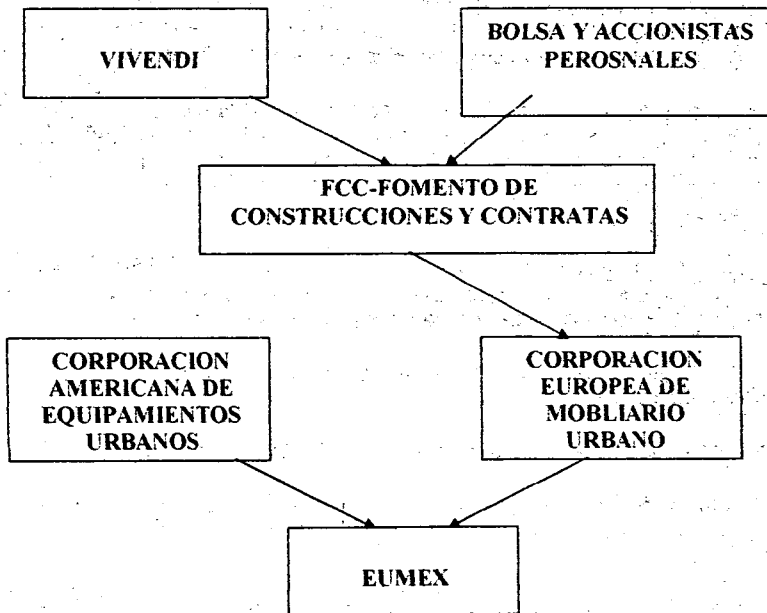 VIVENDI
BOLSA Y ACCIONISTAS
PEROSNALES
FCC-FOMENTO DE
CONSTRUCCIONES Y CONTRATAS
CORPORACION
AMERICANA DE
EQUIPAMIENTOS
URBANOS
CORPORACION
EUROPEA DE
MOBLIARIO
URBANO
EUMEX